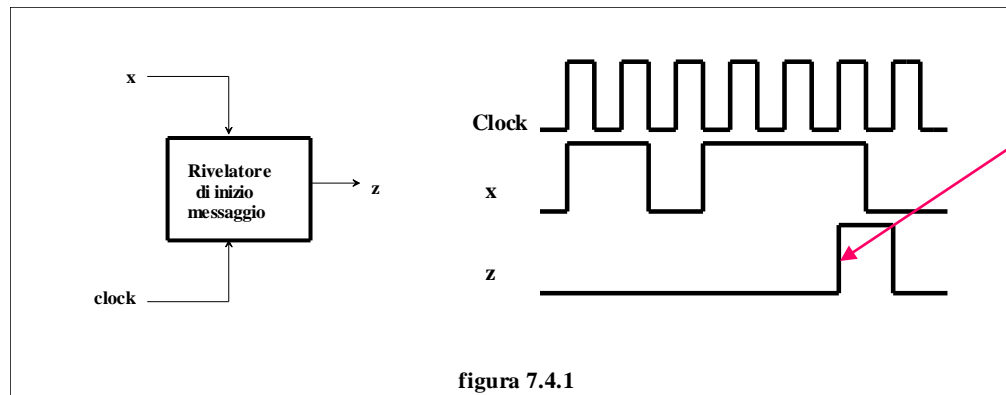 x
Rivelatore
di inizio
messaggio
z
clock
Clock
x
z
figura 7.4.1